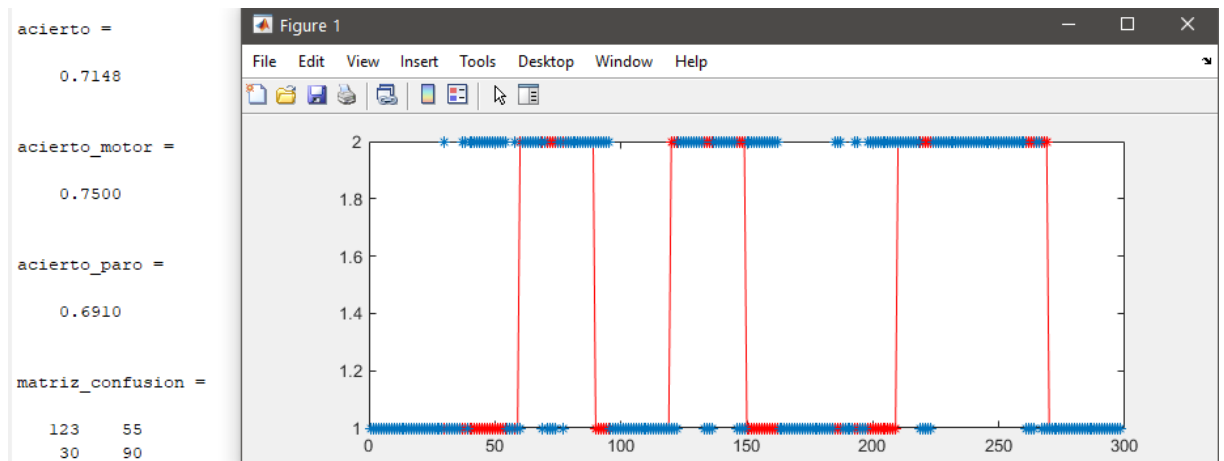 acierto =
0.7148
acierto_motor =
0.7500
acierto_paro =
0.6910
matriz_confusion =
123 55
30 90
Figure 1
File Edit View Insert Tools Desktop Window Help
2
1.8
1.6
1.4
1.2
1
0 50 100 150 200 250 300